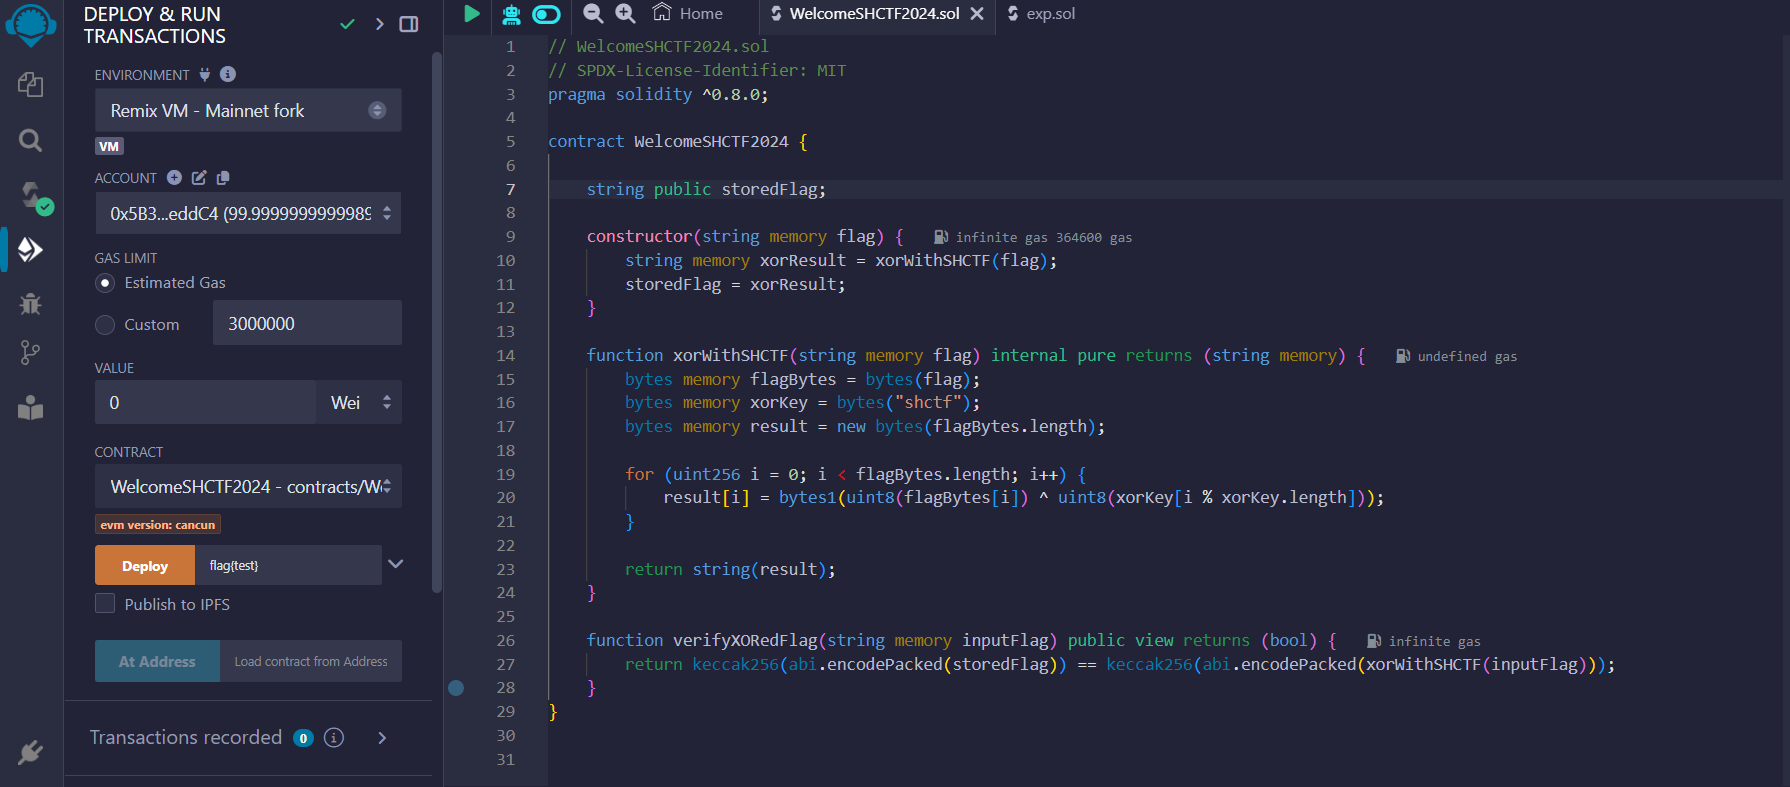 DEPLOY & RUN
TRANSACTIONS
ENVIRONMENT
Remix VM - Mainnet fork
VM
ACCOUNT
0x5B3...eddC4 (99.9999999999989
GAS LIMIT
Estimated Gas
Custom
3000000
VALUE
0
Wei
CONTRACT
WelcomeSHCTF2024 - contracts/We
evm version: cancun
Deploy
flag{test}
Publish to IPFS
At Address
Load contract from Address
Transactions recorded 0 i
Home
WelcomeSHCTF2024.sol
exp.sol
1 // WelcomeSHCTF2024.sol
2 // SPDX-License-Identifier: MIT
3 pragma solidity ^0.8.0;
4
5 contract WelcomeSHCTF2024 {
6
7 string public storedFlag;
8
9 constructor(string memory flag) { infinite gas 364600 gas
10 string memory xorResult = xorWithSHCTF(flag);
11 storedFlag = xorResult;
12 }
13
14 function xorWithSHCTF(string memory flag) internal pure returns (string memory) { undefined gas
15 bytes memory flagBytes = bytes(flag);
16 bytes memory xorKey = bytes("shctf");
17 bytes memory result = new bytes(flagBytes.length);
18
19 for (uint256 i = 0; i < flagBytes.length; i++) {
20 result[i] = bytes1(uint8(flagBytes[i]) ^ uint8(xorKey[i % xorKey.length]));
21 }
22
23 return string(result);
24 }
25
26 function verifyXORedFlag(string memory inputFlag) public view returns (bool) { infinite gas
27 return keccak256(abi.encodePacked(storedFlag)) == keccak256(abi.encodePacked(xorWithSHCTF(inputFlag)));
28 }
29 }
30
31